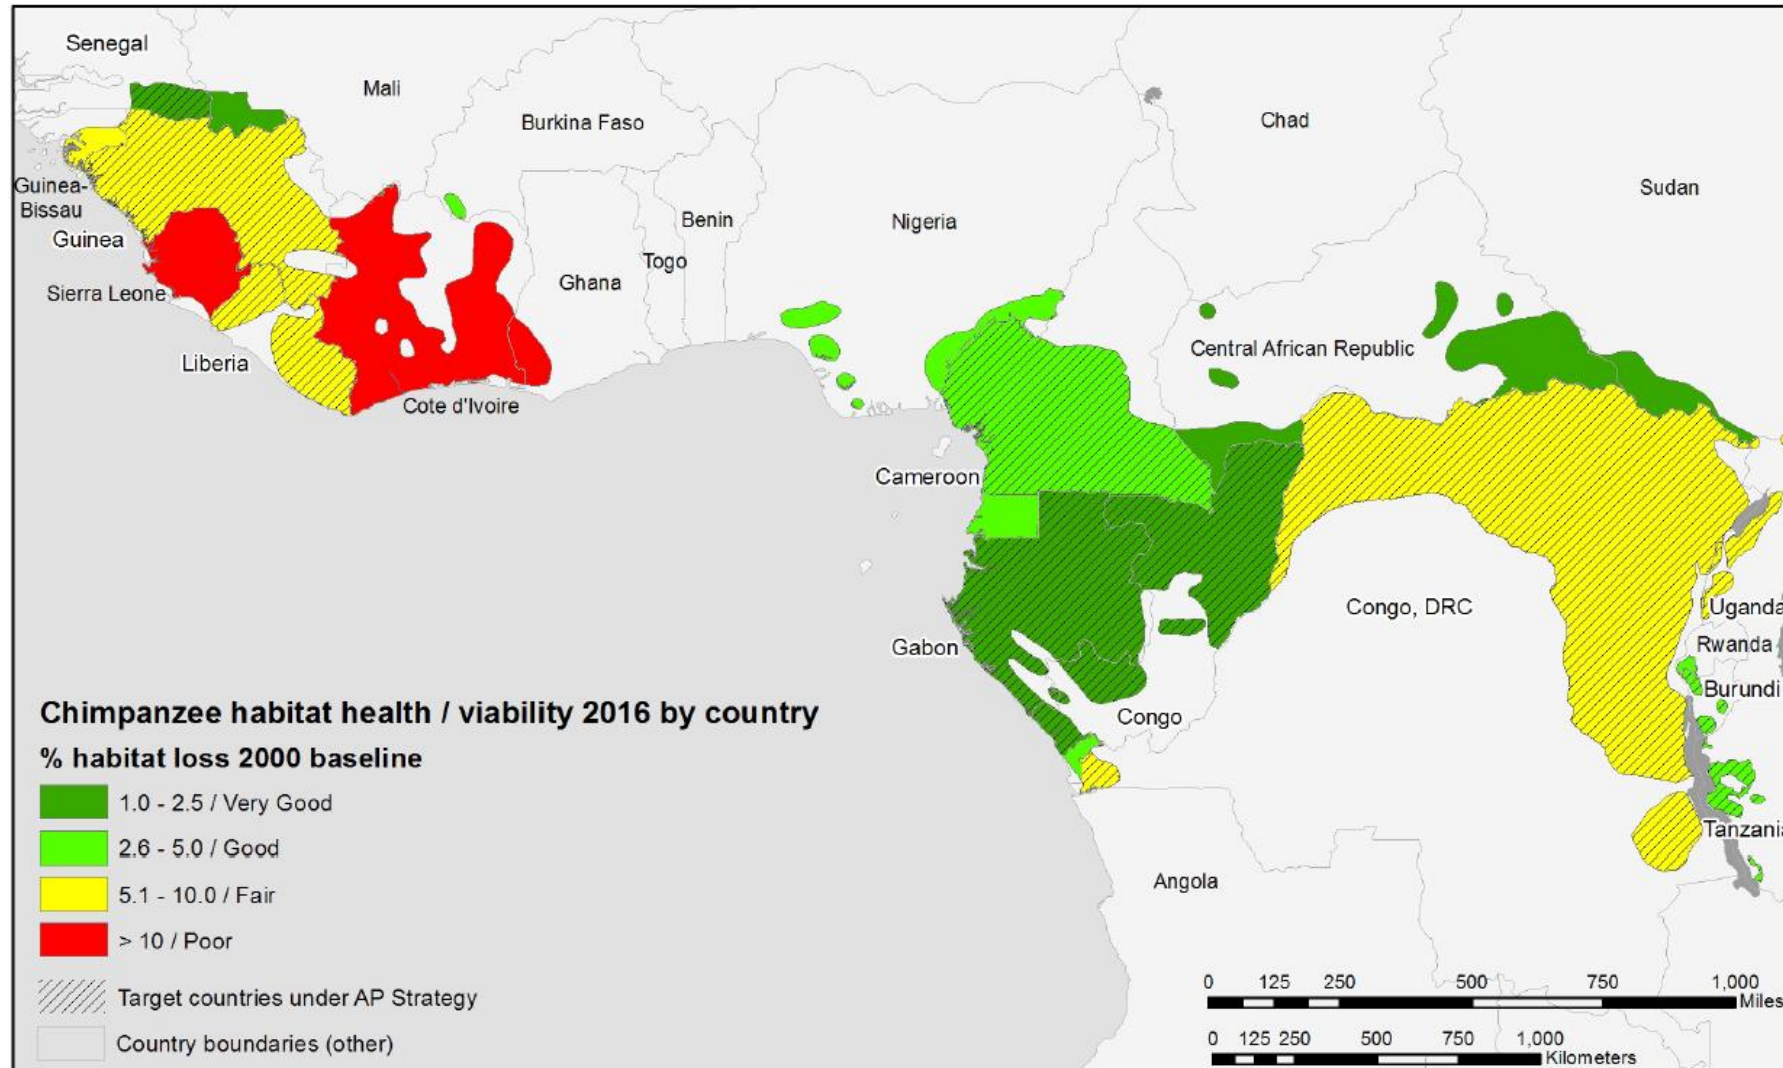 Senegal
Mali
Burkina Faso
Chad
Sudan
Guinea-
Bissau
Guinea
Sierra Leone
Liberia
Cote d'Ivoire
Ghana
Togo
Benin
Nigeria
Central African Republic
Cameroon
Gabon
Congo
Congo, DRC
Uganda
Rwanda
Burundi
Tanzania
Angola
Chimpanzee habitat health / viability 2016 by country
% habitat loss 2000 baseline
1.0 - 2.5 / Very Good
2.6 - 5.0 / Good
5.1 - 10.0 / Fair
> 10 / Poor
Target countries under AP Strategy
Country boundaries (other)
0 125 250 500 750 1,000
Miles
0 125 250 500 750 1,000
Kilometers